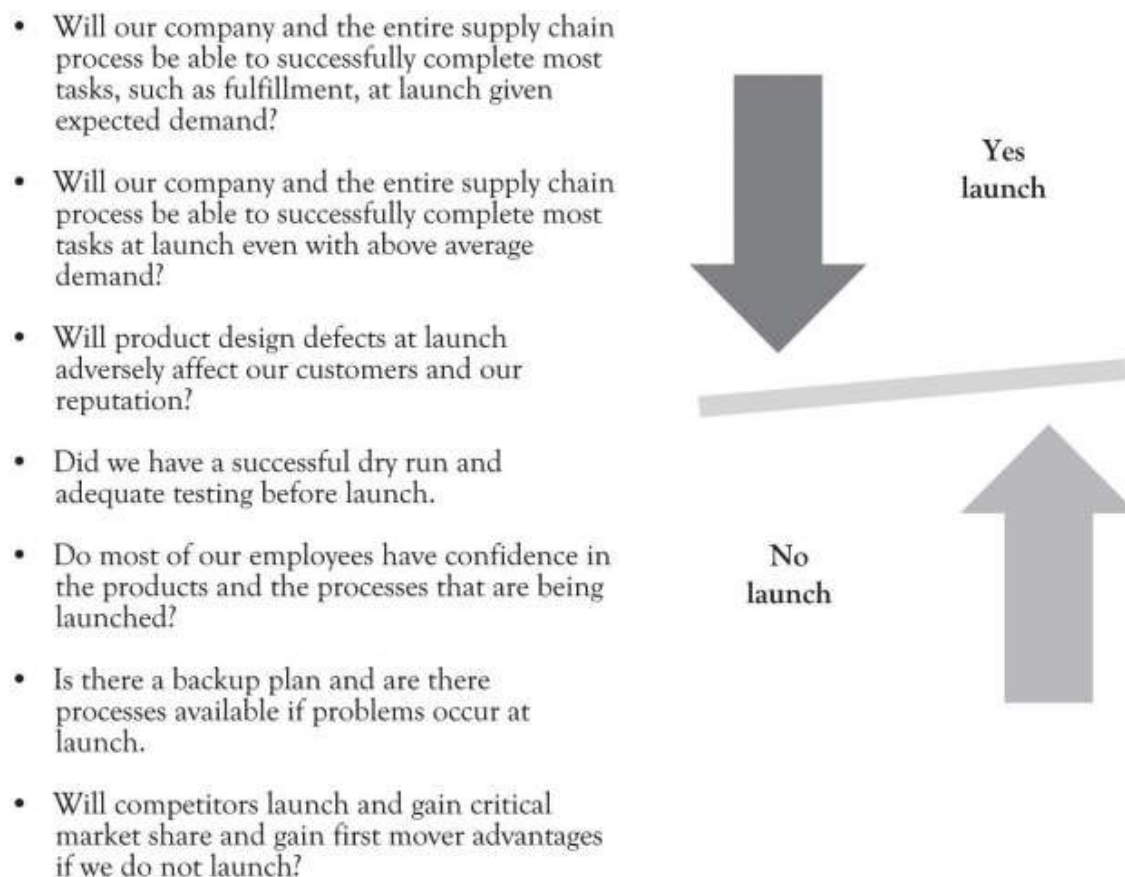 • Will our company and the entire supply chain
process be able to successfully complete most
tasks, such as fulfillment, at launch given
expected demand?
• Will our company and the entire supply chain
process be able to successfully complete most
tasks at launch even with above average
demand?
• Will product design defects at launch
adversely affect our customers and our
reputation?
• Did we have a successful dry run and
adequate testing before launch.
• Do most of our employees have confidence in
the products and the processes that are being
launched?
• Is there a backup plan and are there
processes available if problems occur at
launch.
• Will competitors launch and gain critical
market share and gain first mover advantages
if we do not launch?
Yes
launch
No
launch